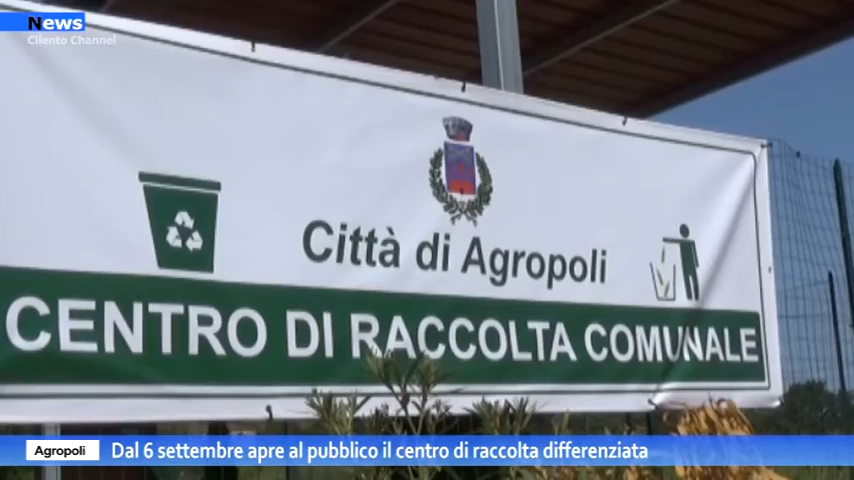 News
Cilento Channel
Città di Agropoli
CENTRO DI RACCOLTA COMUNALE
Agropoli
Dal 6 settembre apre al pubblico il centro di raccolta differenziata